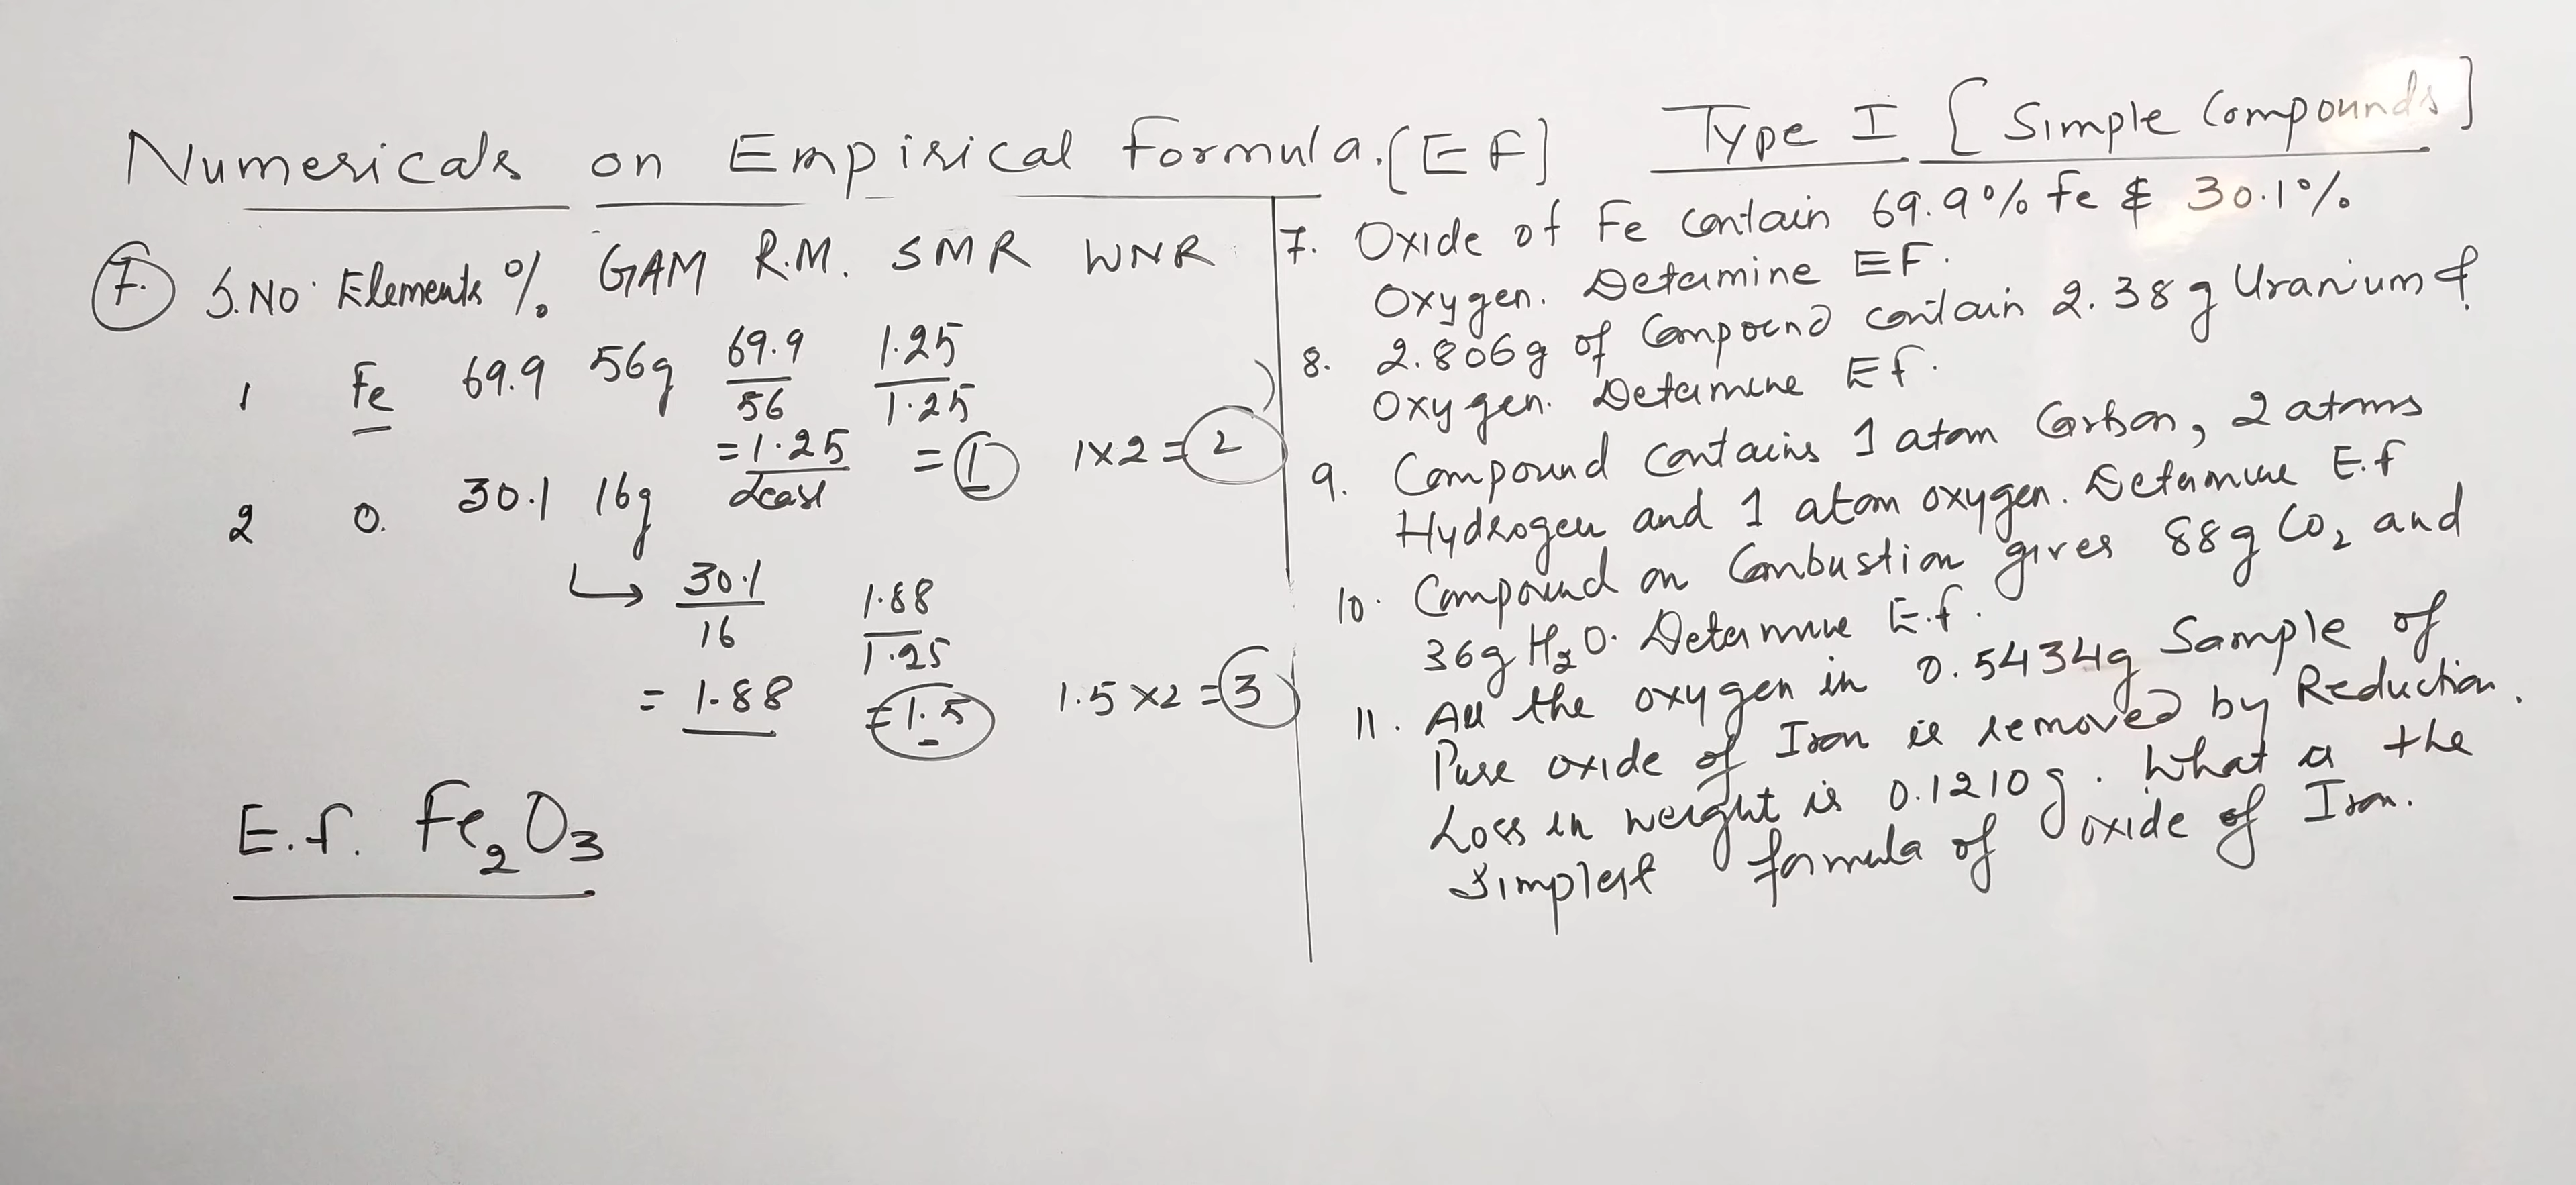 Numericals on Empirical Formula. [EF] Type I [Simple Compounds]
7. S.NO. Elements % GAM R.M. SMR WNR
1 Fe 69.9 56g 69.9/56 1.25/1.25
= 1.25 = 1 1x2 = 2
Least
2 O. 30.1 16g
→ 30.1/16 1.88/1.25
= 1.88 = 1.5 1.5 x2 = 3
E.f. Fe2O3
7. Oxide of Fe contain 69.9% Fe & 30.1%
Oxygen. Determine EF.
8. 2.806g of Compound contain 2.38g Uranium &
Oxygen. Determine Ef.
9. Compound contains 1 atom Carbon, 2 atoms
Hydrogen and 1 atom oxygen. Determine E.f
10. Compound on Combustion gives 88g CO2 and
36g H2O. Determine E.f.
11. All the oxygen in 0.5434g Sample of
Pure oxide of Iron is removed by Reduction.
Loss in weight is 0.1210g. What is the
Simplest formula of oxide of Iron.